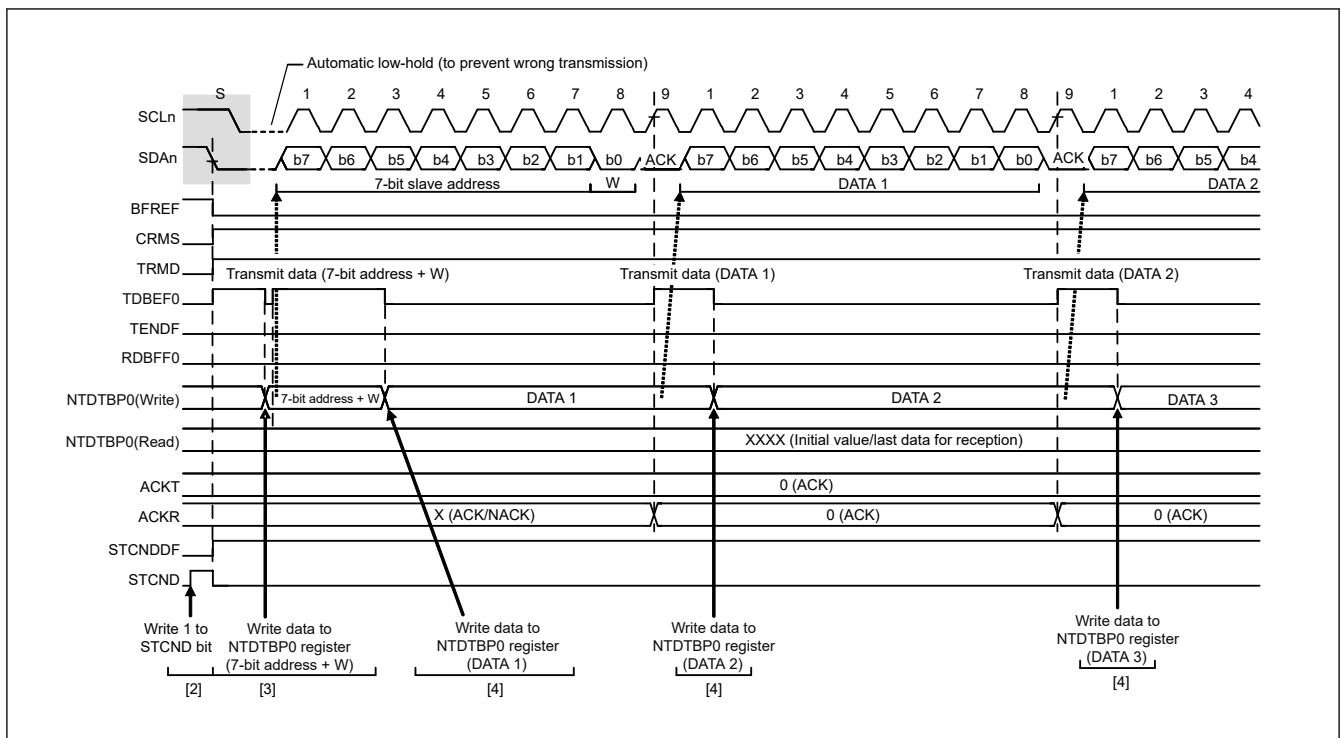 Automatic low-hold (to prevent wrong transmission)
S 1 2 3 4 5 6 7 8 9 1 2 3 4 5 6 7 8 9 1 2 3 4
SCLn
SDAn b7 b6 b5 b4 b3 b2 b1 b0 ACK b7 b6 b5 b4 b3 b2 b1 b0 ACK b7 b6 b5 b4
7-bit slave address W DATA 1 DATA 2
BFREF
CRMS
TRMD
Transmit data (7-bit address + W) Transmit data (DATA 1) Transmit data (DATA 2)
TDBEF0
TENDF
RDBFF0
NTDTBP0(Write) 7-bit address + W DATA 1 DATA 2 DATA 3
NTDTBP0(Read) XXXX (Initial value/last data for reception)
ACKT 0 (ACK)
ACKR X (ACK/NACK) 0 (ACK) 0 (ACK)
STCNDDF
STCND
Write 1 to
STCND bit
[2]
Write data to
NTDTBP0 register
(7-bit address + W)
[3]
Write data to
NTDTBP0 register
(DATA 1)
[4]
Write data to
NTDTBP0 register
(DATA 2)
[4]
Write data to
NTDTBP0 register
(DATA 3)
[4]